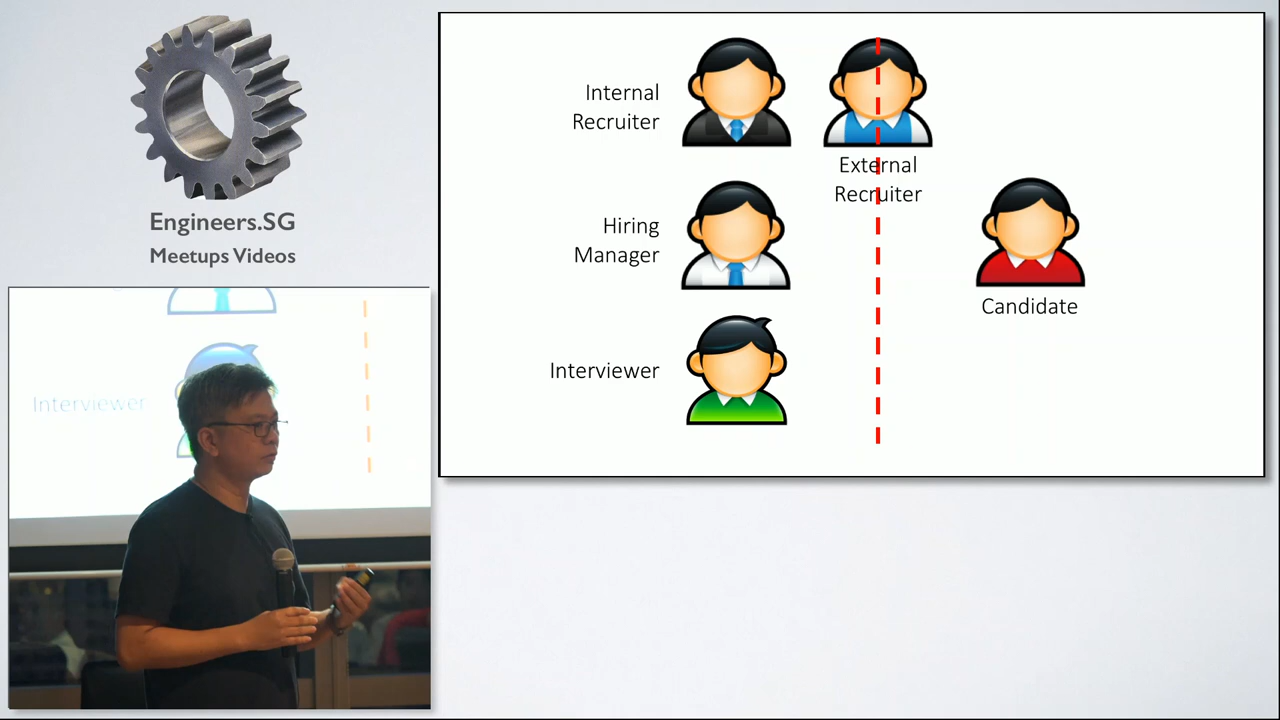 Engineers.SG
Meetups Videos
Internal
Recruiter
External
Recruiter
Hiring
Manager
Candidate
Interviewer
Interviewer